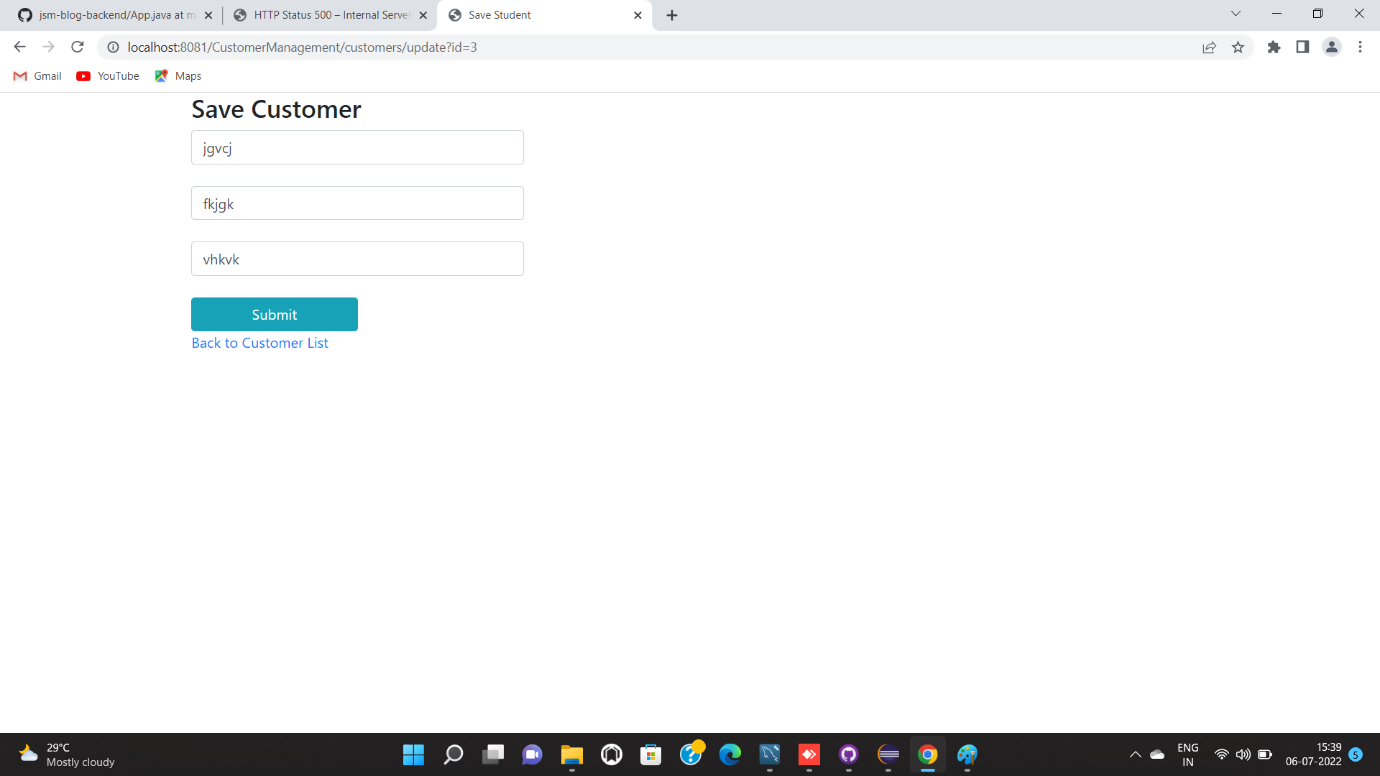 jsm-blog-backend/App.java at m
HTTP Status 500 – Internal Server
Save Student
localhost:8081/CustomerManagement/customers/update?id=3
Gmail
YouTube
Maps
Save Customer
jgvcj
fkjgk
vhkvk
Submit
Back to Customer List
29°C
Mostly cloudy
ENG
IN
15:39
06-07-2022
5